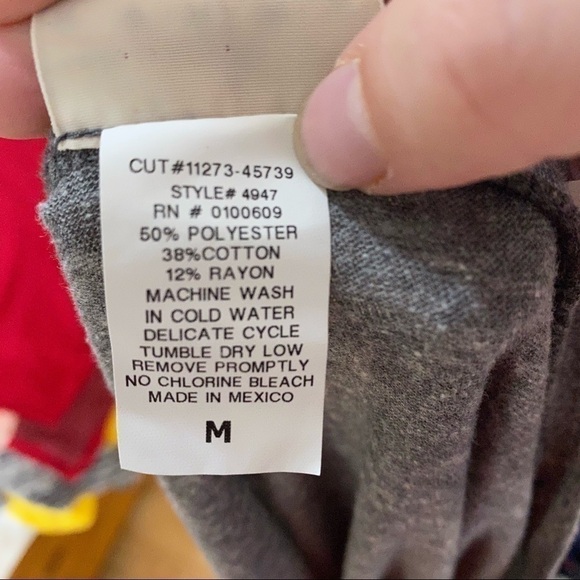 CUT#11273-45739
STYLE# 4947
RN # 0100609
50% POLYESTER
38%COTTON
12% RAYON
MACHINE WASH
IN COLD WATER
DELICATE CYCLE
TUMBLE DRY LOW
REMOVE PROMPTLY
NO CHLORINE BLEACH
MADE IN MEXICO
M